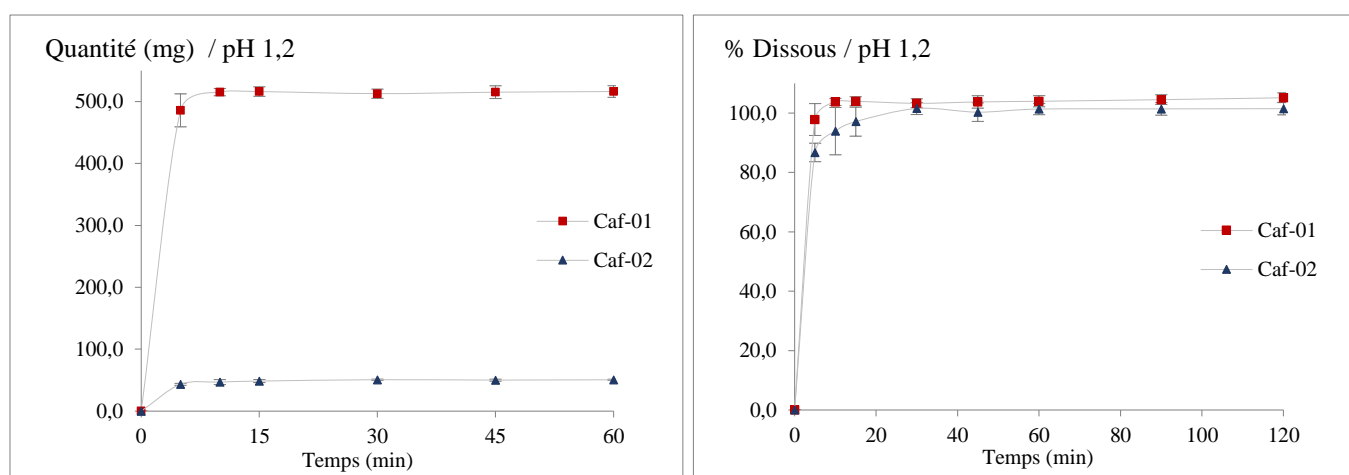 Quantité (mg) / pH 1,2
500,0
400,0
300,0
200,0
100,0
0,0
0 15 30 45 60
Temps (min)
Caf-01
Caf-02
% Dissous / pH 1,2
100,0
80,0
60,0
40,0
20,0
0,0
0 20 40 60 80 100 120
Temps (min)
Caf-01
Caf-02